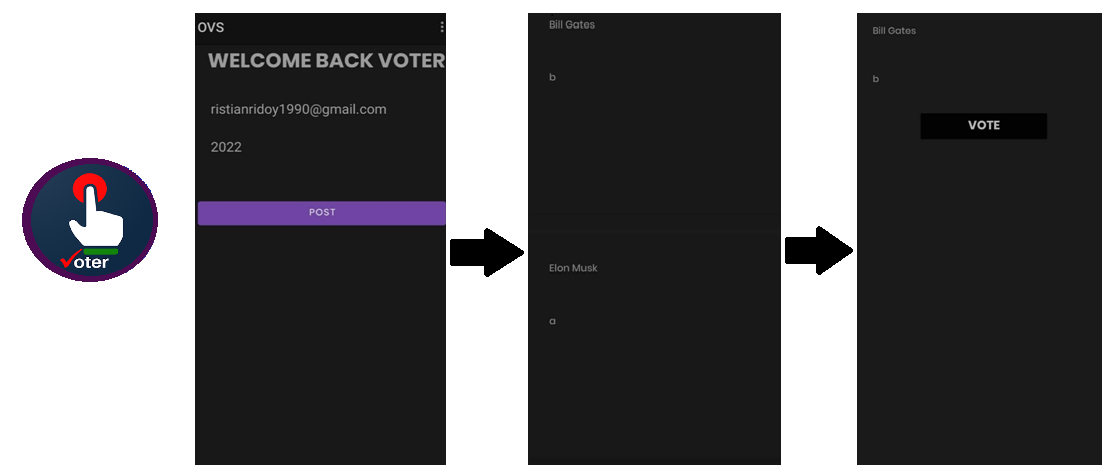 Voter
OVS
WELCOME BACK VOTER
ristianridoy1990@gmail.com
2022
POST
Bill Gates
b
Elon Musk
a
Bill Gates
b
VOTE